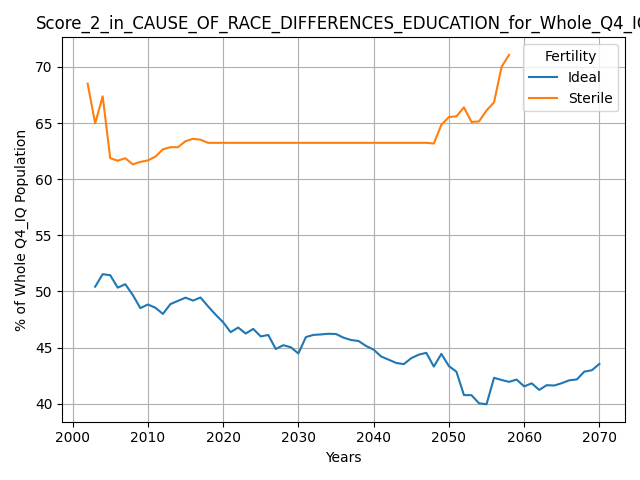 Score_2_in_CAUSE_OF_RACE_DIFFERENCES_EDUCATION_for_Whole_Q4_IQ
Fertility
Ideal
Sterile
% of Whole Q4_IQ Population
70
65
60
55
50
45
40
2000 2010 2020 2030 2040 2050 2060 2070
Years